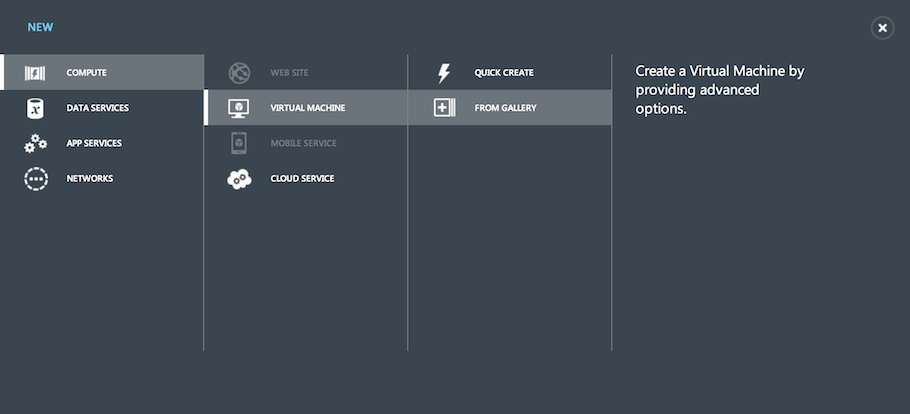 NEW
COMPUTE
DATA SERVICES
APP SERVICES
NETWORKS
WEB SITE
VIRTUAL MACHINE
MOBILE SERVICE
CLOUD SERVICE
QUICK CREATE
FROM GALLERY
Create a Virtual Machine by
providing advanced
options.